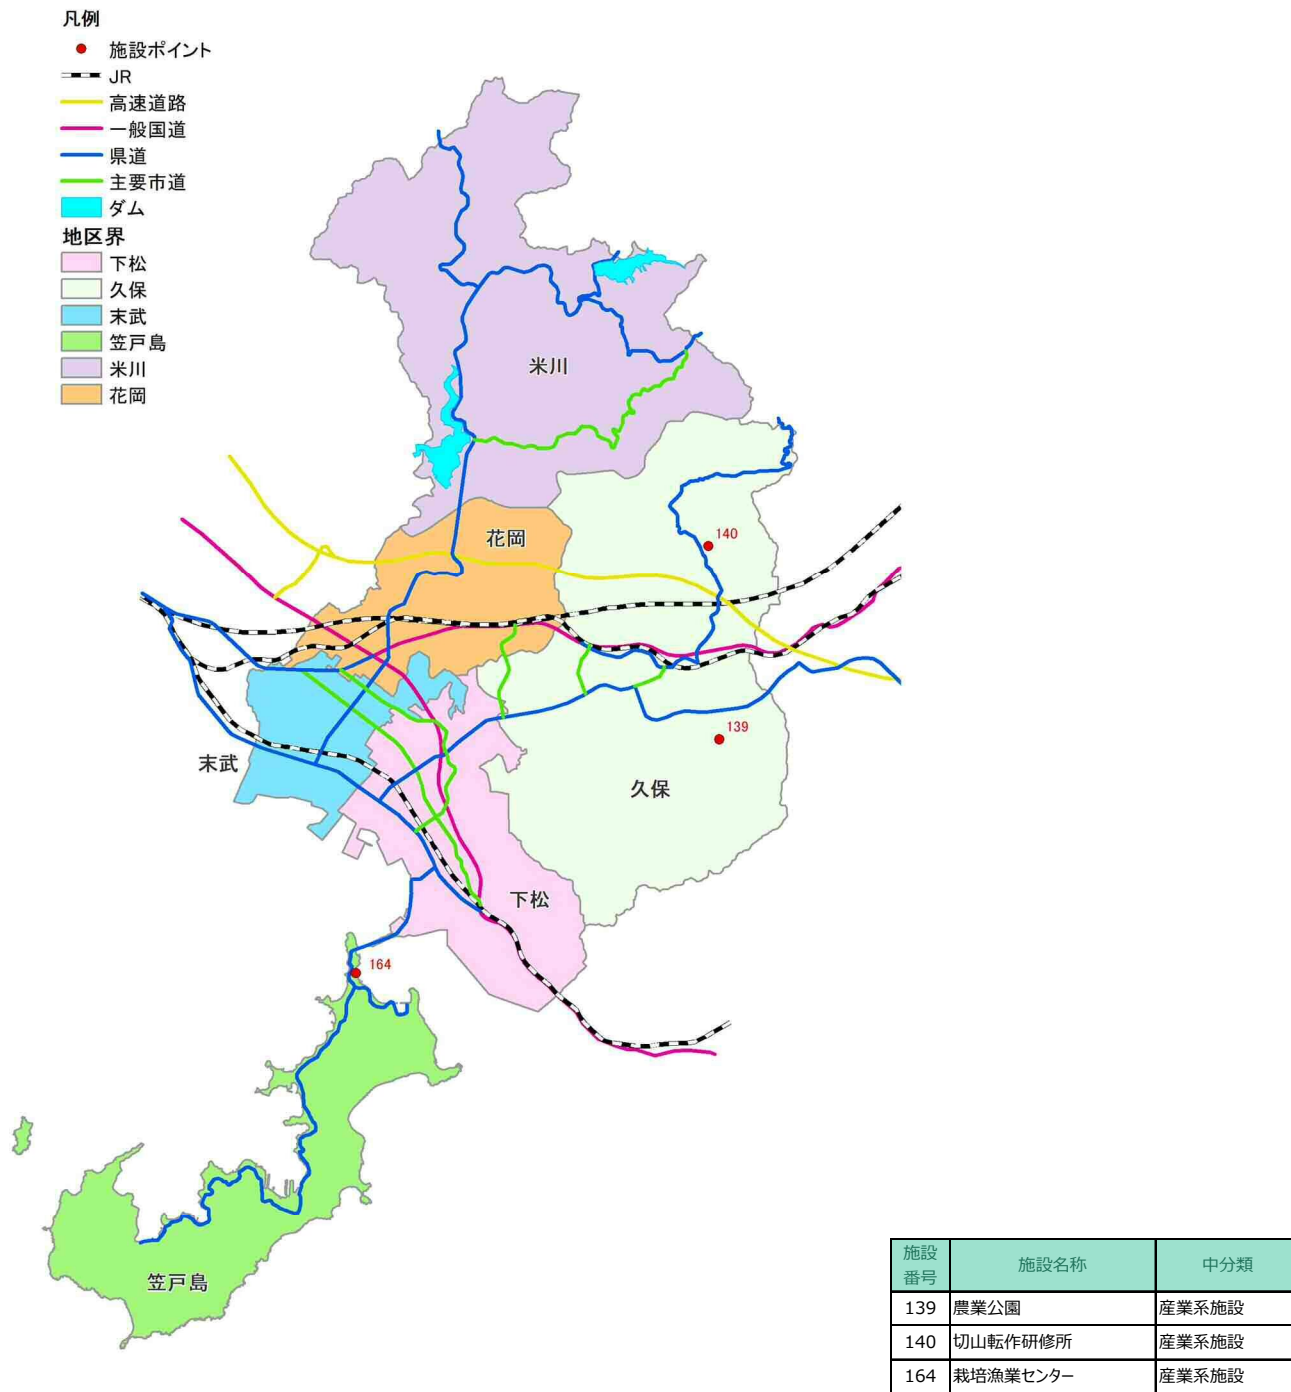 凡例
施設ポイント
JR
高速道路
一般国道
県道
主要市道
ダム
地区界
下松
久保
末武
笠戸島
米川
花岡
米川
花岡
140
139
末武
久保
下松
164
笠戸島
施設番号 施設名称 中分類
139 農業公園 産業系施設
140 切山転作研修所 産業系施設
164 栽培漁業センター 産業系施設